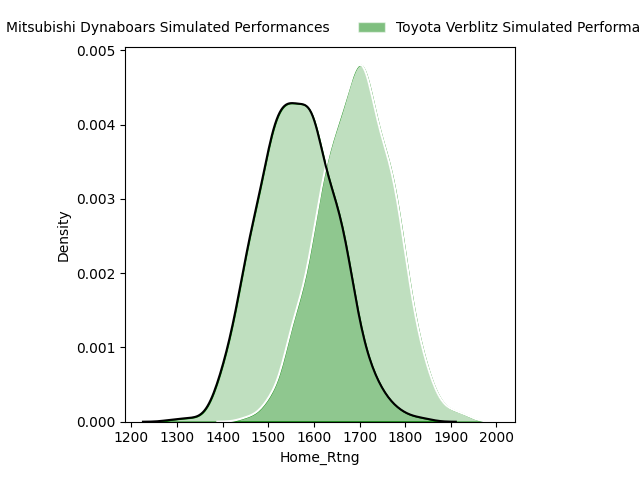 Mitsubishi Dynaboars Simulated Performances Toyota Verblitz Simulated Performa
0.005
0.004
0.003
0.002
0.001
0.000
Density
1200 1300 1400 1500 1600 1700 1800 1900 2000
Home_Rtng